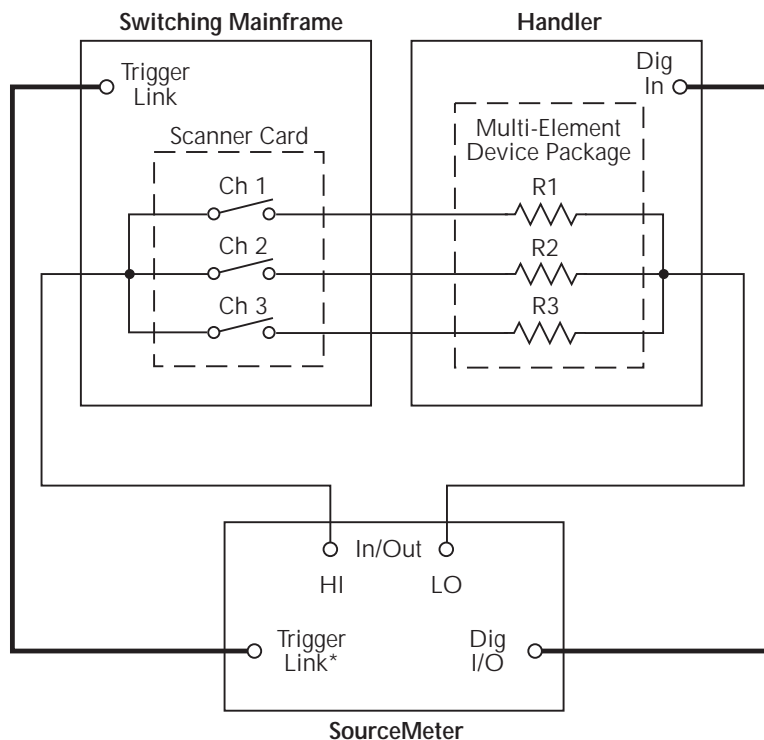 Switching Mainframe
Handler
Trigger
Link
Dig
In
Scanner Card
Multi-Element
Device Package
Ch 1
R1
Ch 2
R2
Ch 3
R3
In/Out
HI
LO
Trigger
Link*
Dig
I/O
SourceMeter